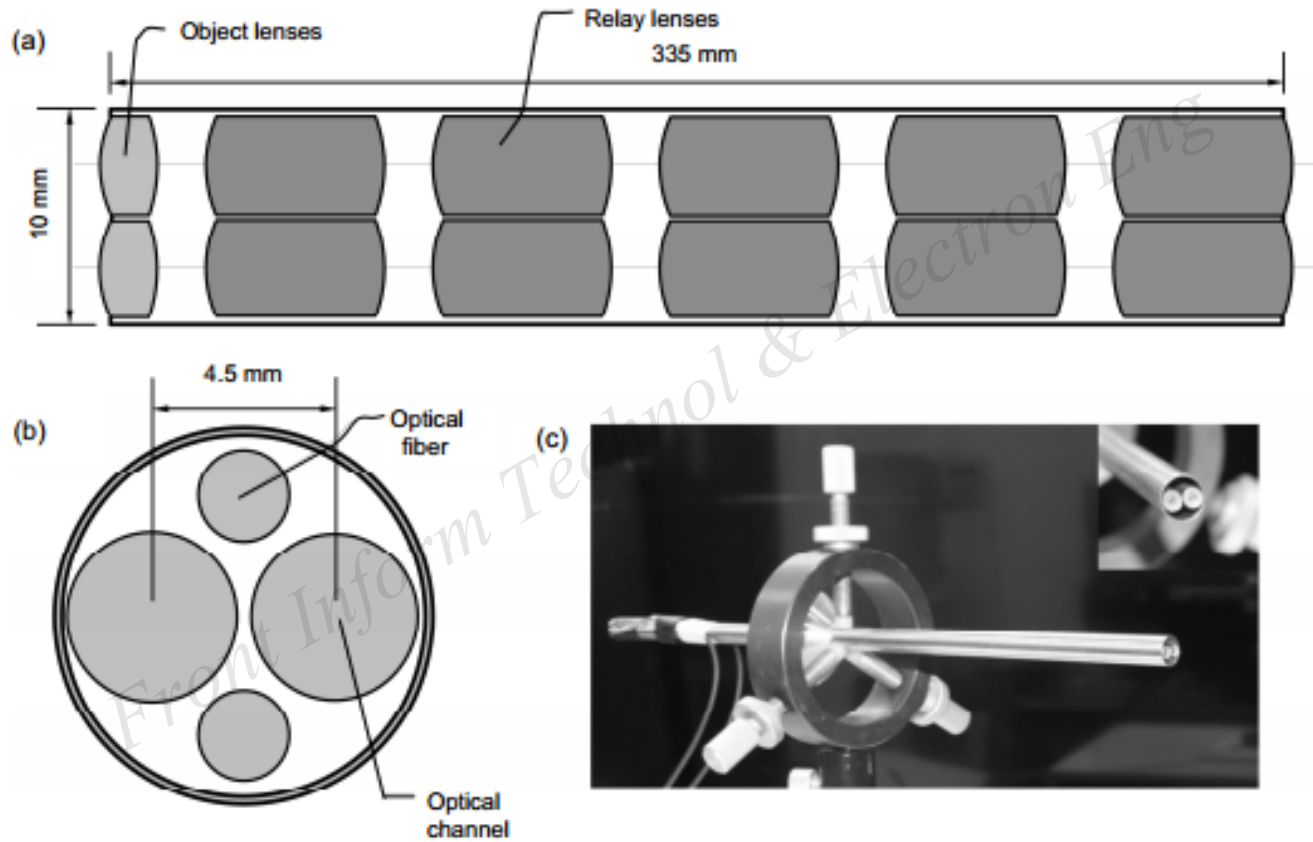 (a)
Object lenses
Relay lenses
335 mm
10 mm
4.5 mm
(b)
Optical
fiber
(c)
Optical
channel
Front Inform Technol & Electron Eng